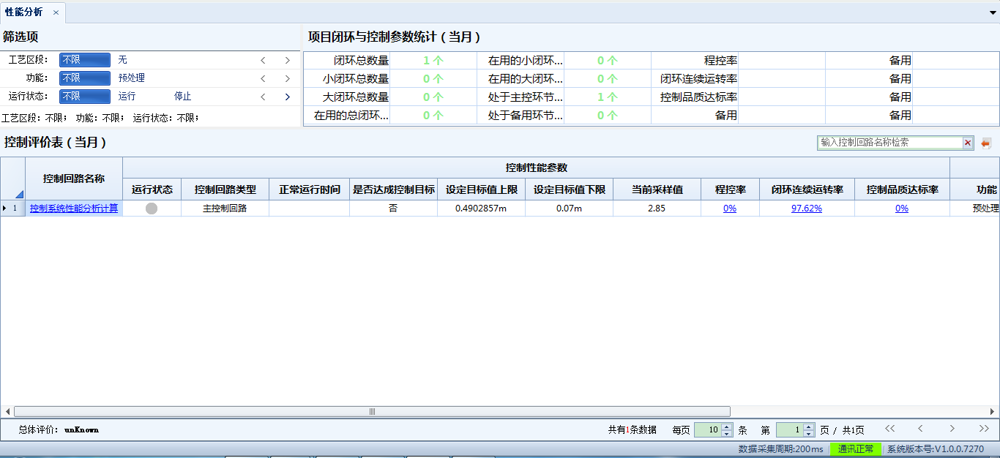 性能分析 ×
筛选项
工艺区段： 不限 无
功能： 不限 预处理
运行状态： 不限 运行 停止
工艺区段：不限； 功能：不限； 运行状态：不限；
项目闭环与控制参数统计（当月）
闭环总数量 1 个 在用的小闭环... 0 个 程控率 备用
小闭环总数量 0 个 在用的大闭环... 0 个 闭环连续运转率 备用
大闭环总数量 0 个 处于主控环节... 1 个 控制品质达标率 备用
在用的总闭环... 0 个 处于备用环节... 0 个 备用 备用
控制评价表（当月）
输入控制回路名称检索
控制回路名称 控制性能参数
运行状态 控制回路类型 正常运行时间 是否达成控制目标 设定目标值上限 设定目标值下限 当前采样值 程控率 闭环连续运转率 控制品质达标率 功能
1 控制系统性能分析计算 主控制回路 否 0.4902857m 0.07m 2.85 0% 97.62% 0% 预处理
总体评价： unKnown
共有1条数据 每页 10 条 第 1 页 / 共1页
数据采集周期:200ms 通讯正常 系统版本号:V1.0.0.7270